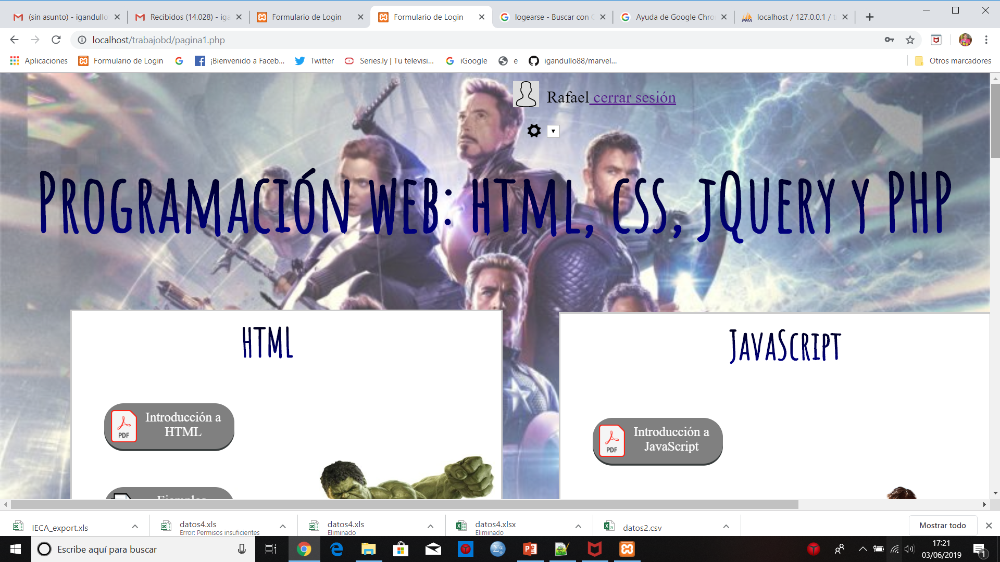 (sin asunto) - igandullo
Recibidos (14.028) - iga
Formulario de Login
Formulario de Login
logearse - Buscar con G
Ayuda de Google Chro
localhost / 127.0.0.1 / t
localhost/trabajobd/pagina1.php
Aplicaciones
Formulario de Login
¡Bienvenido a Faceb...
Twitter
Series.ly | Tu televisi...
iGoogle
e
igandullo88/marvel...
Otros marcadores
Rafael cerrar sesión
Programación web: HTML, CSS, jQuery y PHP
HTML
JavaScript
PDF
Introducción a
HTML
PDF
Introducción a
JavaScript
Ejemplos
IECA_export.xls
datos4.xls
Error: Permisos insuficientes
datos4.xls
Eliminado
datos4.xlsx
Eliminado
datos2.csv
Mostrar todo
Escribe aquí para buscar
17:21
03/06/2019
1